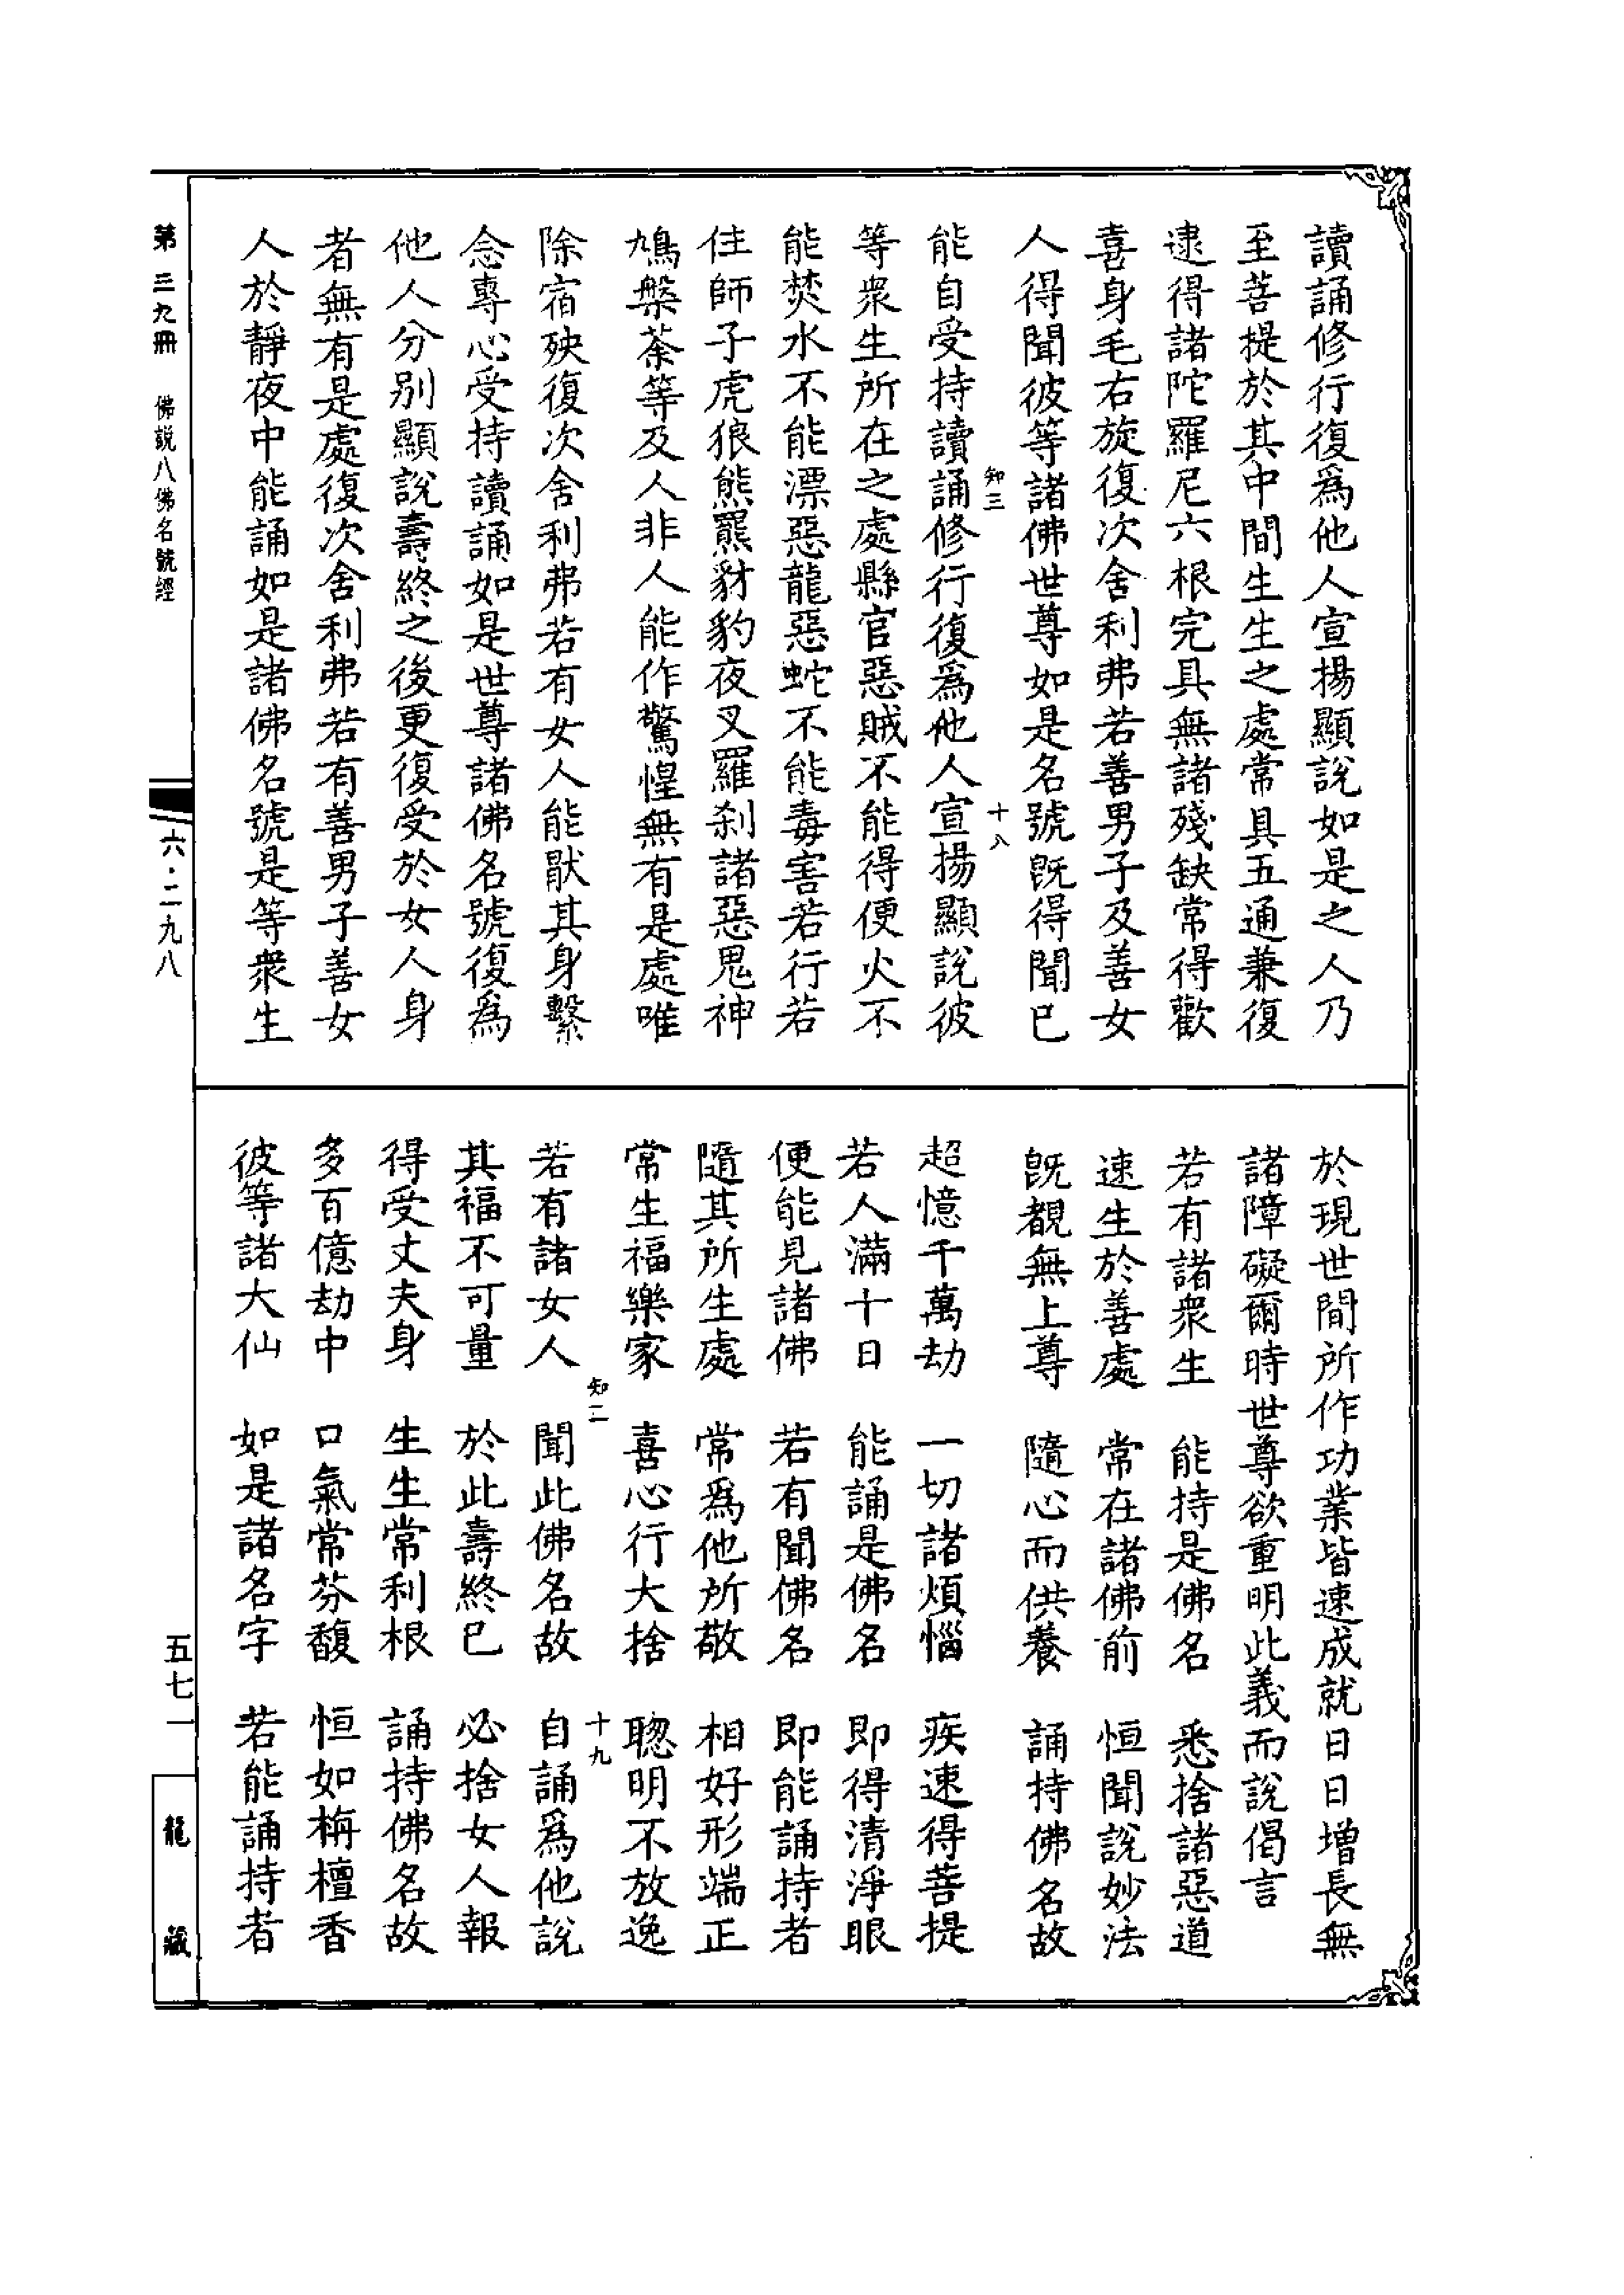 讀誦修行復爲他人宣揚顯說如是之人乃
至菩提於其中間生生之處常具五通兼復
逮得諸陀羅尼六根完具無諸殘缺常得歡
喜身毛右旋復次舍利弗若善男子及善女
人得聞彼等諸佛世尊如是名號旣得聞已
知三
十八
能自受持讀誦修行復爲他人宣揚顯說彼
等衆生所在之處縣官惡賊不能得便火不
能焚水不能漂惡龍惡蛇不能毒害若行若
住師子虎狼熊羆豺豹夜叉羅刹諸惡鬼神
鳩槃荼等及人非人能作驚惶無有是處唯
除宿殃復次舍利弗若有女人能猒其身繫
念專心受持讀誦如是世尊諸佛名號復爲
他人分别顯說壽終之後更復受於女人身
者無有是處復次舍利弗若有善男子善女
人於靜夜中能誦如是諸佛名號是等衆生
於現世間所作功業皆速成就日日增長無
諸障礙爾時世尊欲重明此義而說偈言
若有諸衆生　能持是佛名　悉捨諸惡道
速生於善處　常在諸佛前　恒聞說妙法
旣覩無上尊　隨心而供養　誦持佛名故
超憶千萬劫　一切諸煩惱　疾速得菩提
若人滿十日　能誦是佛名　即得清淨眼
便能見諸佛　若有聞佛名　即能誦持者
隨其所生處　常爲他所敬　相好形端正
常生福樂家　喜心行大捨　聰明不放逸
知二
十九
若有諸女人　聞此佛名故　自誦爲他說
其福不可量　於此壽終已　必捨女人報
得受丈夫身　生生常利根　誦持佛名故
多百億劫中　口氣常芬馥　恒如栴檀香
彼等諸大仙　如是諸名字　若能誦持者
第三九冊　佛説八佛名號經
六·二九八
五七一
龍藏